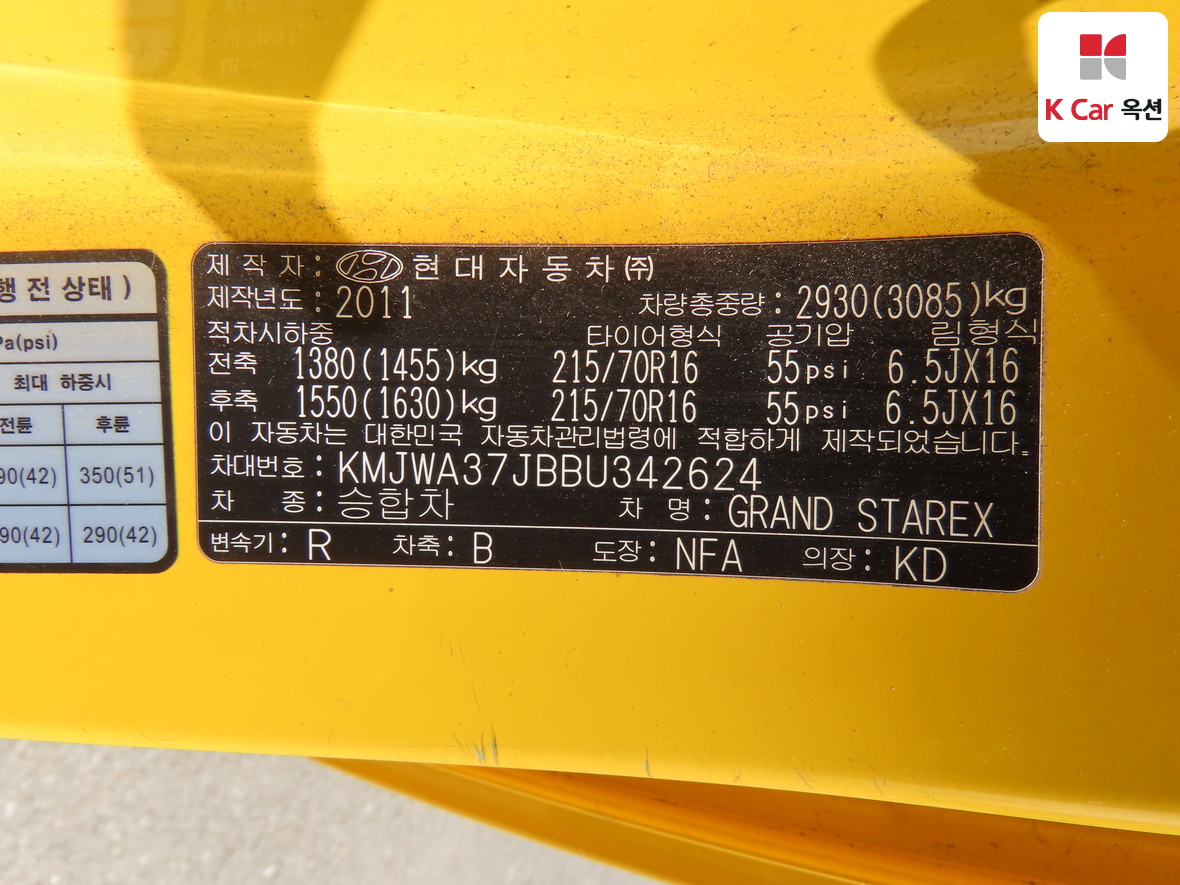 K Car 옥션
행 전 상태 )
Pa(psi)
최대 하중시
전륜 후륜
90(42) 350(51)
90(42) 290(42)
제 작 자 : 현 대 자 동 차 ㈜
제작년도 : 2011 차량총중량 : 2930(3085)kg
적차시하중 타이어형식 공기압 림형식
전축 1380(1455)kg 215/70R16 55psi 6.5JX16
후축 1550(1630)kg 215/70R16 55psi 6.5JX16
이 자동차는 대한민국 자동차관리법령에 적합하게 제작되었습니다.
차대번호 : KMJWA37JBBU342624
차 종 : 승합차 차 명 : GRAND STAREX
변속기 : R 차축 : B 도장 : NFA 의장 : KD